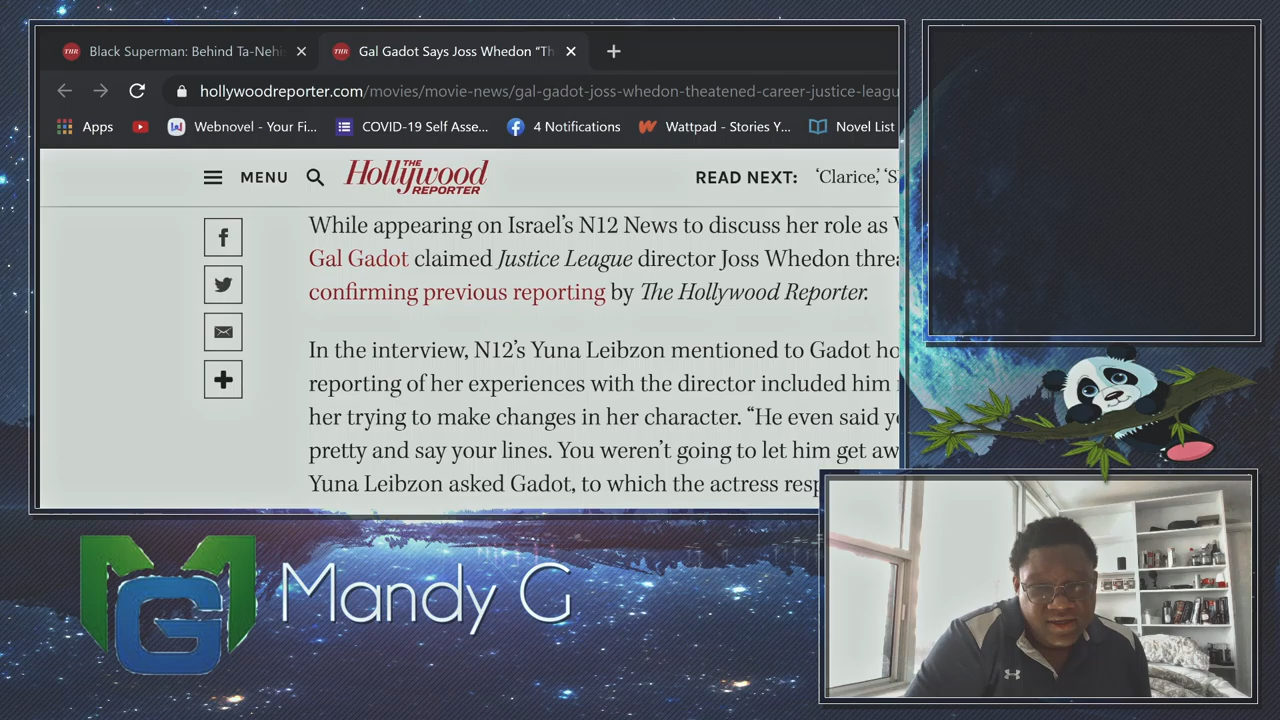 THR Black Superman: Behind Ta-Nehi
THR Gal Gadot Says Joss Whedon “Th
hollywoodreporter.com/movies/movie-news/gal-gadot-joss-whedon-theatened-career-justice-leagu
Apps
Webnovel - Your Fi...
COVID-19 Self Asse...
4 Notifications
Wattpad - Stories Y...
Novel List
MENU
THE
Hollywood
REPORTER
READ NEXT: ‘Clarice,’ ‘S
While appearing on Israel’s N12 News to discuss her role as
Gal Gadot claimed Justice League director Joss Whedon threa
confirming previous reporting by The Hollywood Reporter.
In the interview, N12’s Yuna Leibzon mentioned to Gadot ho
reporting of her experiences with the director included him
her trying to make changes in her character. “He even said yo
pretty and say your lines. You weren’t going to let him get aw
Yuna Leibzon asked Gadot, to which the actress resp
MG Mandy G